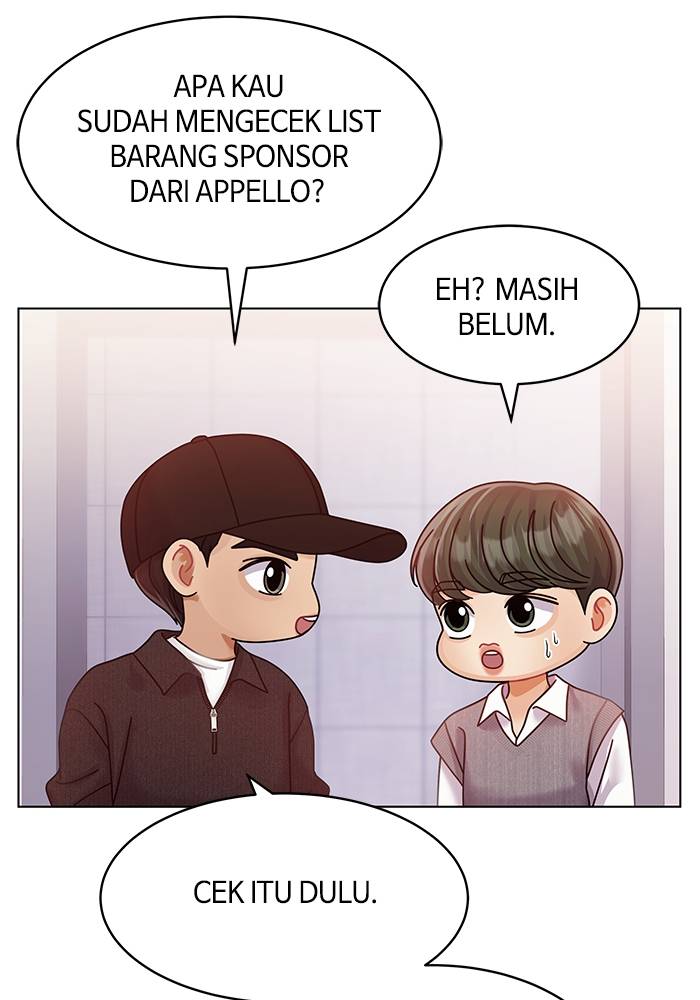 APA KAU
SUDAH MENGECEK LIST
BARANG SPONSOR
DARI APPELLO?
EH? MASIH
BELUM.
CEK ITU DULU.